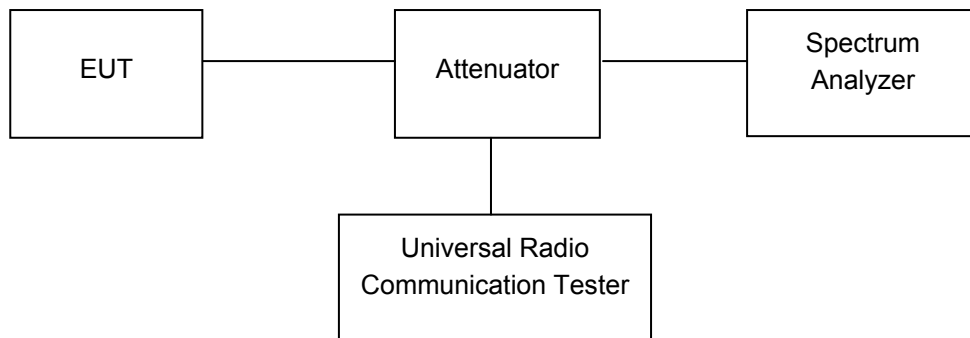 EUT
Attenuator
Spectrum
Analyzer
Universal Radio
Communication Tester